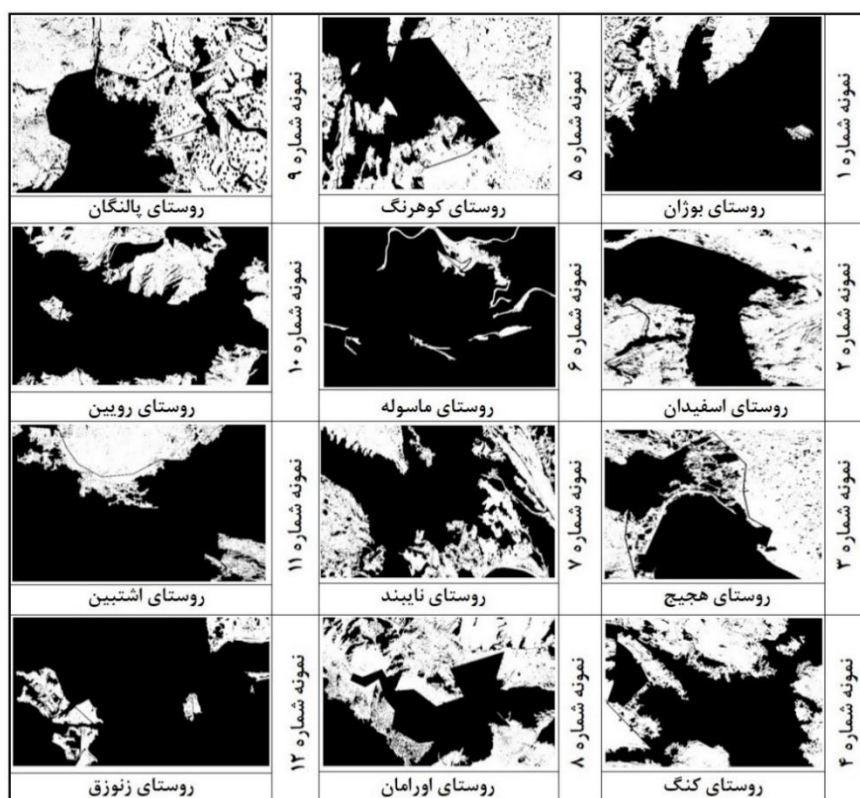 نمونه شماره ۱
روستای بوژان
نمونه شماره ۵
روستای کوهرنگ
نمونه شماره ۹
روستای پالنگان
نمونه شماره ۲
روستای اسفیدان
نمونه شماره ۶
روستای ماسوله
نمونه شماره ۱۰
روستای رویین
نمونه شماره ۳
روستای هجیج
نمونه شماره ۷
روستای نایبند
نمونه شماره ۱۱
روستای اشتبین
نمونه شماره ۴
روستای کنگ
نمونه شماره ۸
روستای اورامان
نمونه شماره ۱۲
روستای زنوزق